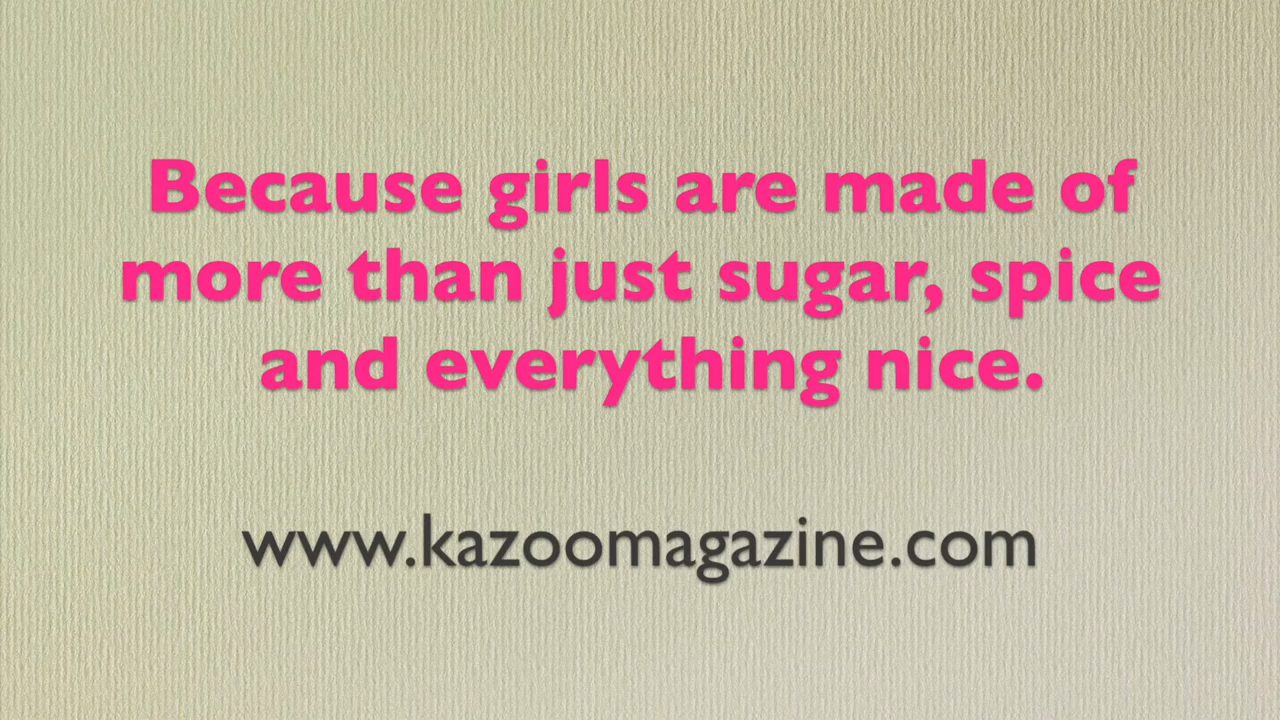 Because girls are made of
more than just sugar, spice
and everything nice.
www.kazoomagazine.com